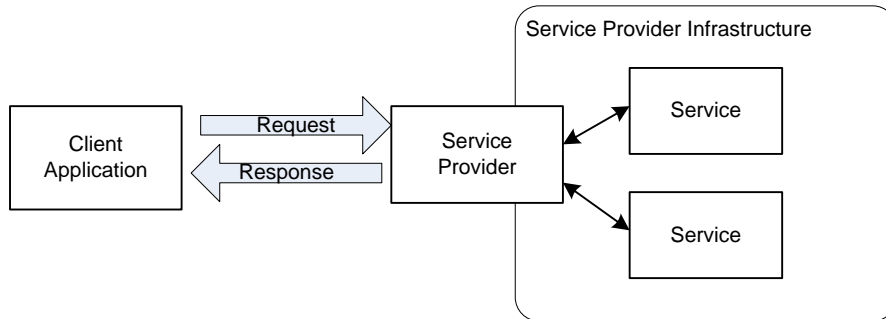 Service Provider Infrastructure
Client
Application
Request
Response
Service
Provider
Service
Service